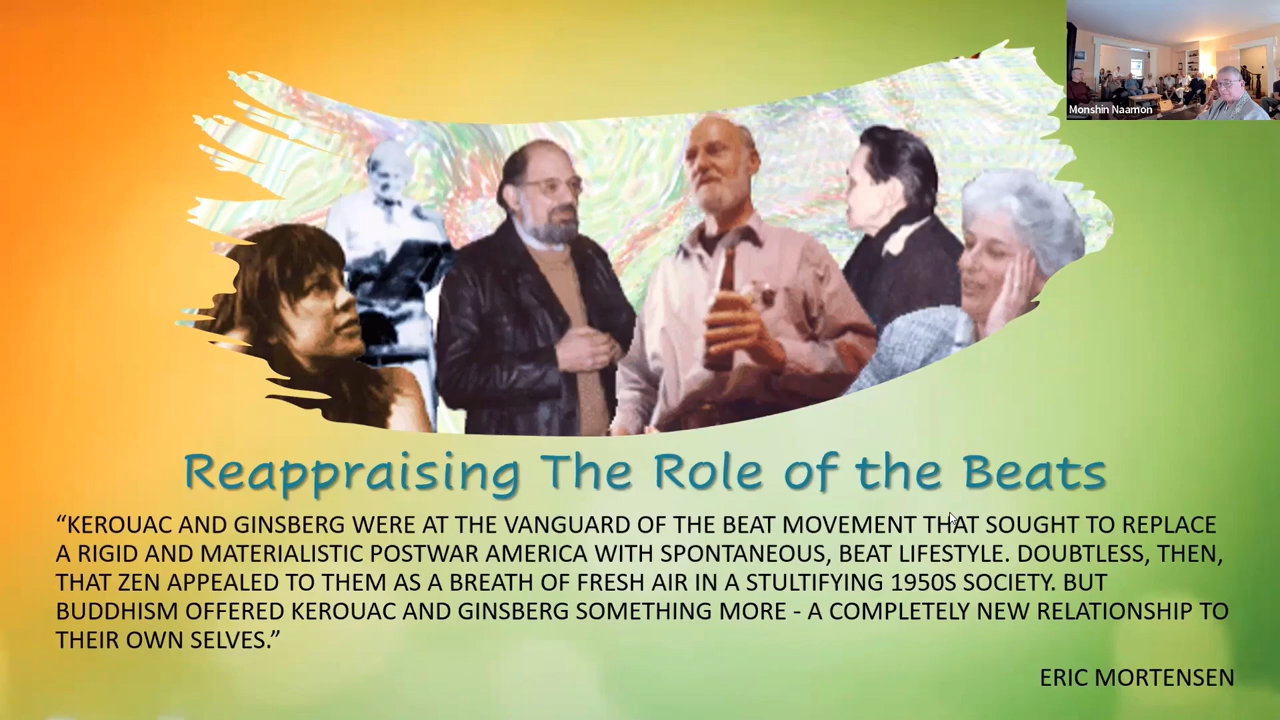 Monshin Naamon
Reappraising The Role of the Beats
“KEROUAC AND GINSBERG WERE AT THE VANGUARD OF THE BEAT MOVEMENT THAT SOUGHT TO REPLACE
A RIGID AND MATERIALISTIC POSTWAR AMERICA WITH SPONTANEOUS, BEAT LIFESTYLE. DOUBTLESS, THEN,
THAT ZEN APPEALED TO THEM AS A BREATH OF FRESH AIR IN A STULTIFYING 1950S SOCIETY. BUT
BUDDHISM OFFERED KEROUAC AND GINSBERG SOMETHING MORE - A COMPLETELY NEW RELATIONSHIP TO
THEIR OWN SELVES.”
ERIC MORTENSEN